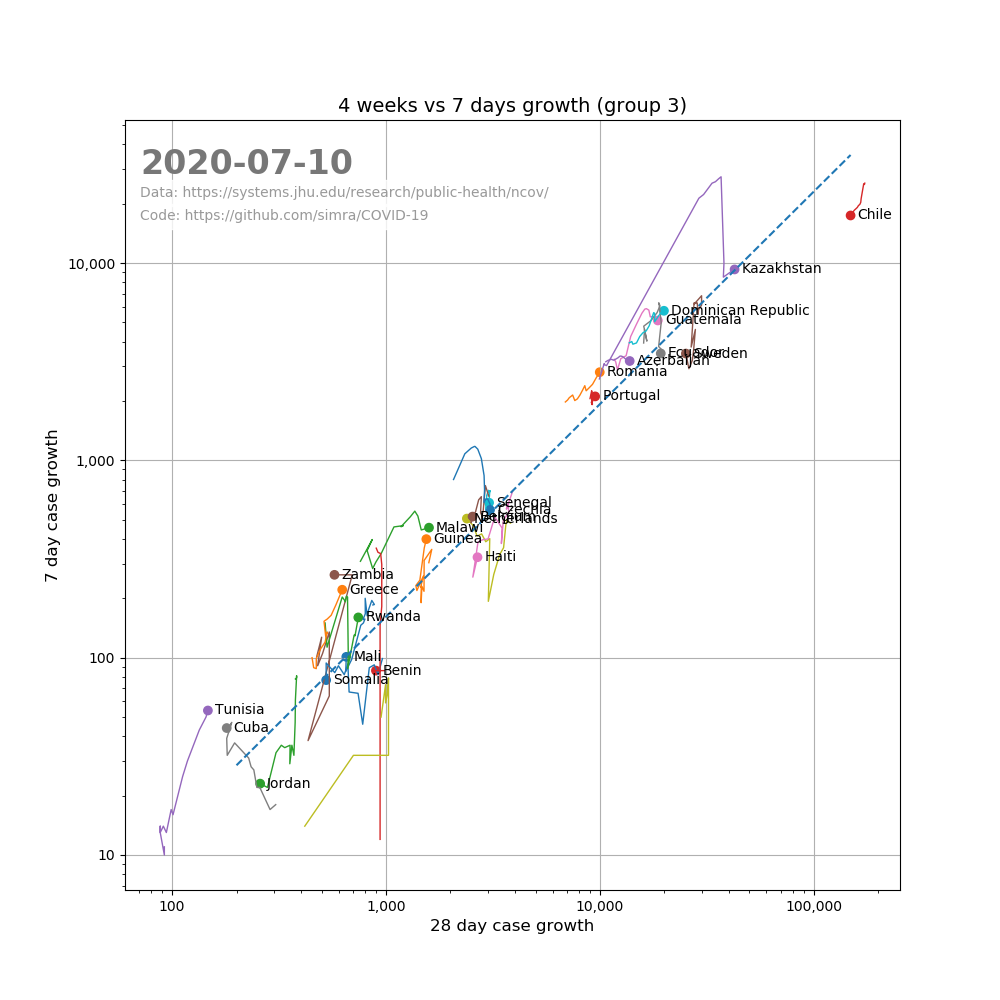 4 weeks vs 7 days growth (group 3)
2020-07-10
Data: https://systems.jhu.edu/research/public-health/ncov/
Code: https://github.com/simra/COVID-19
Chile
10,000
Kazakhstan
Dominican Republic
Guatemala
Ecuador
Sweden
Azerbaijan
Romania
Portugal
1,000
Senegal
Czechia
Belgium
Netherlands
Malawi
Guinea
Haiti
Zambia
Greece
Rwanda
100
Mali
Benin
Somalia
Tunisia
Cuba
Jordan
10
7 day case growth
100
1,000
10,000
100,000
28 day case growth